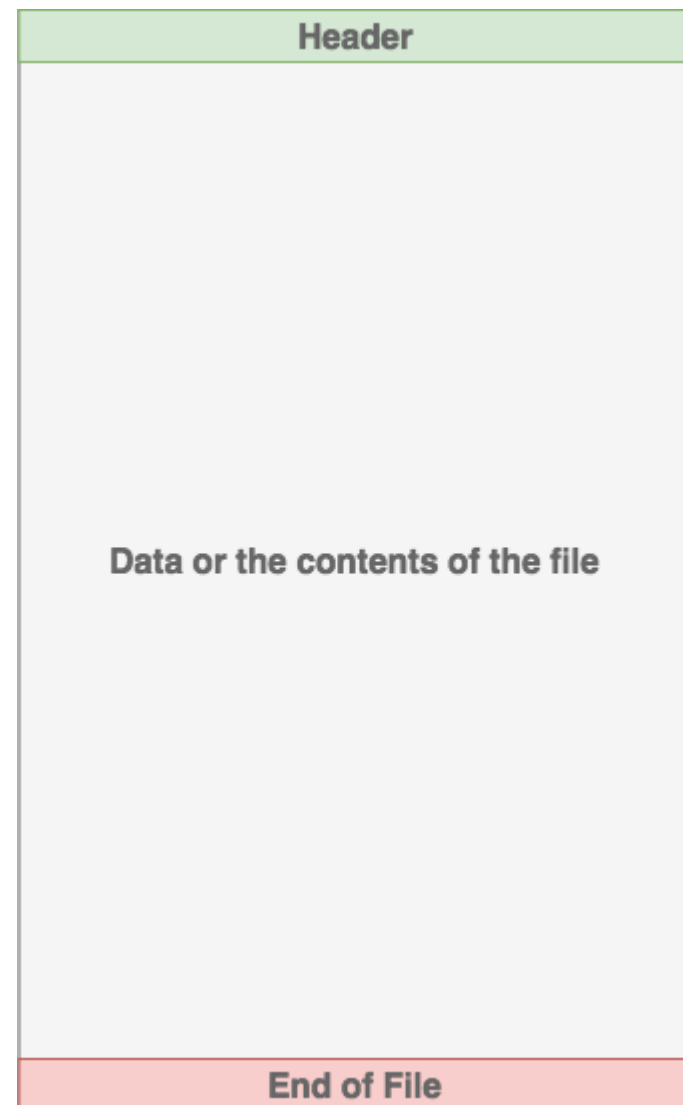 Header
Data or the contents of the file
End of File